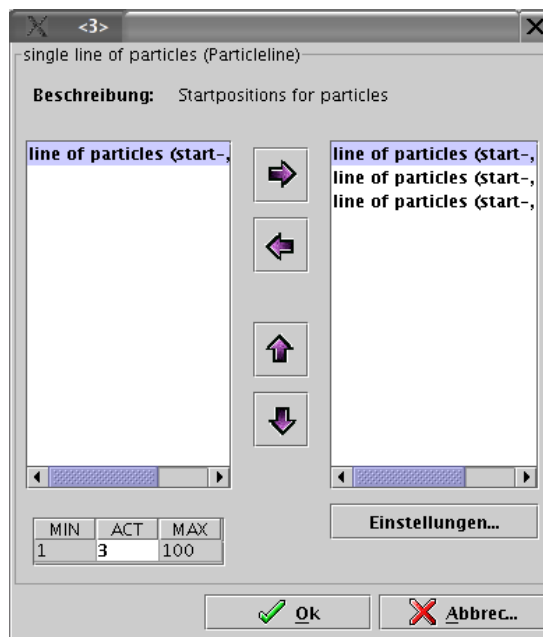 <3>
single line of particles (Particleline)
Beschreibung: Startpositions for particles
line of particles (start-,
line of particles (start-,
line of particles (start-,
line of particles (start-,
Einstellungen...
MIN ACT MAX
1 3 100
Ok Abbrec...